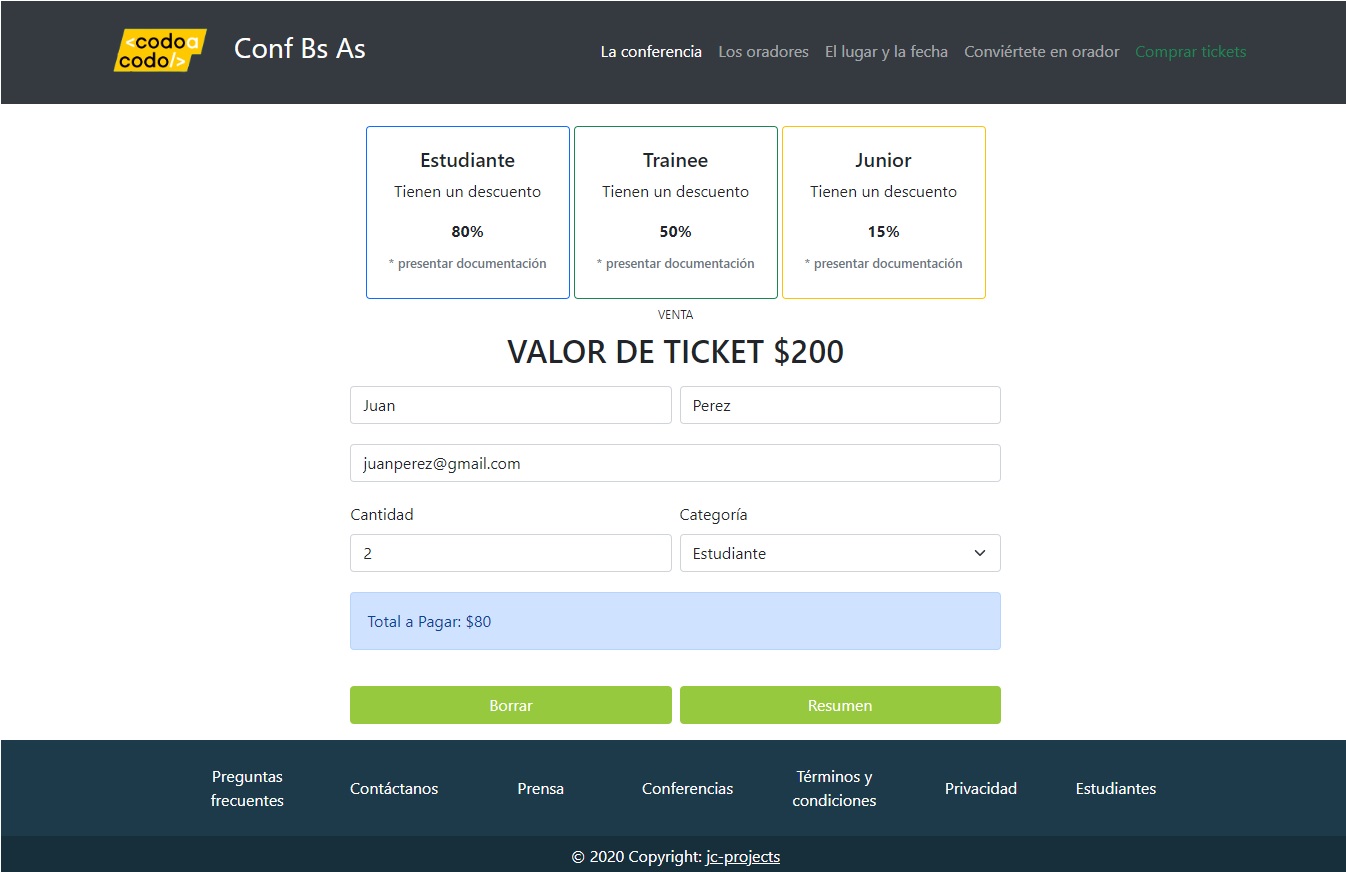 <codo a
codo/>
Conf Bs As
La conferencia Los oradores El lugar y la fecha Conviértete en orador Comprar tickets
Estudiante
Tienen un descuento
80%
* presentar documentación
Trainee
Tienen un descuento
50%
* presentar documentación
Junior
Tienen un descuento
15%
* presentar documentación
VENTA
VALOR DE TICKET $200
Juan
Perez
juanperez@gmail.com
Cantidad
Categoría
2
Estudiante
Total a Pagar: $80
Borrar
Resumen
Preguntas
frecuentes
Contáctanos
Prensa
Conferencias
Términos y
condiciones
Privacidad
Estudiantes
© 2020 Copyright: jc-projects